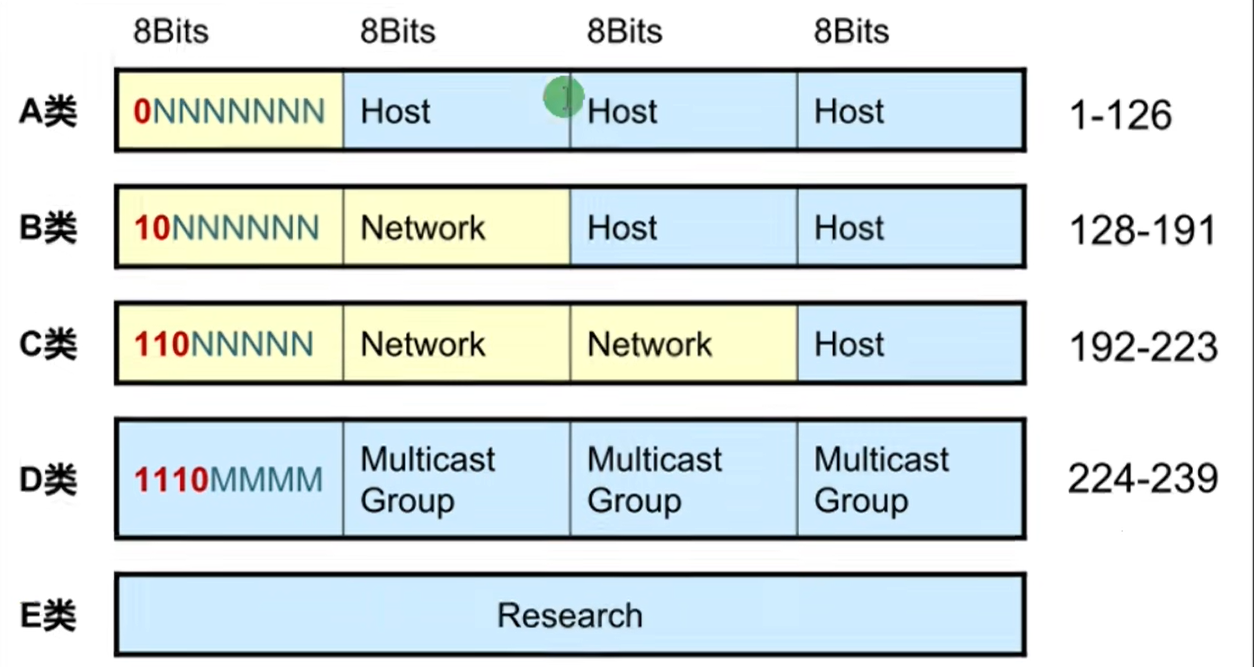 8Bits 8Bits 8Bits 8Bits
A类 0NNNNNNN Host Host Host 1-126
B类 10NNNNNN Network Host Host 128-191
C类 110NNNNN Network Network Host 192-223
D类 1110MMMM Multicast Group Multicast Group Multicast Group 224-239
E类 Research